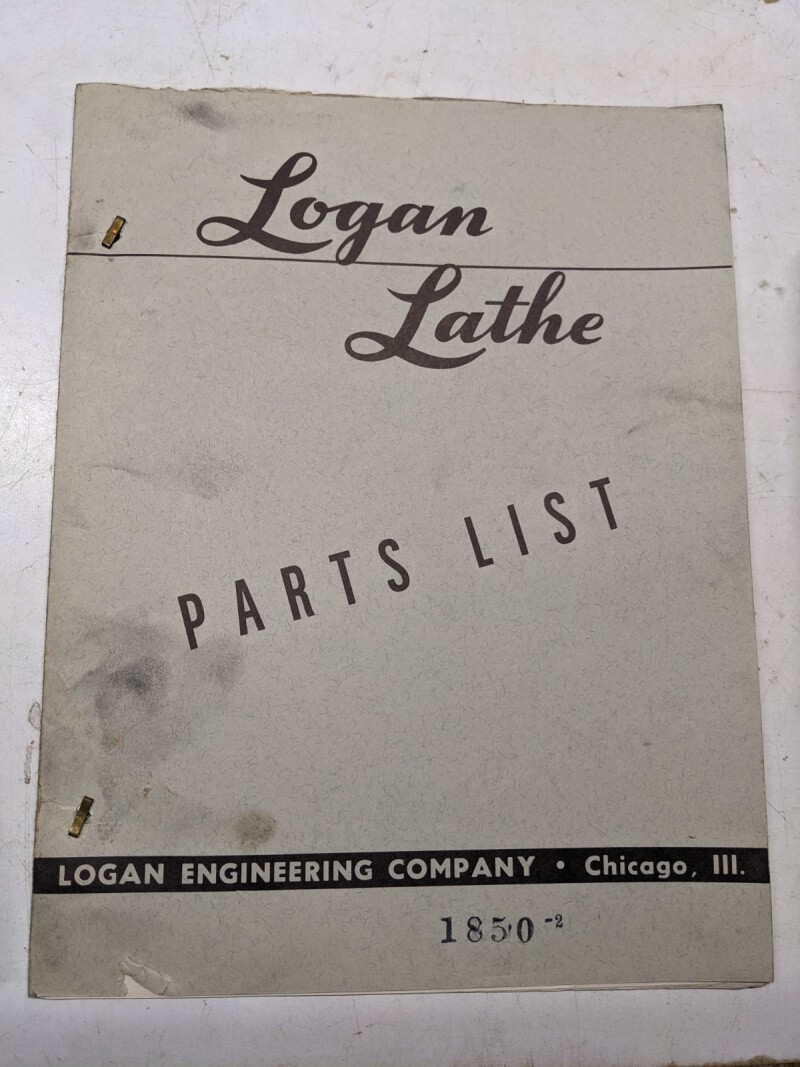 Logan
Lathe
PARTS LIST
LOGAN ENGINEERING COMPANY • Chicago, Ill.
1850-2